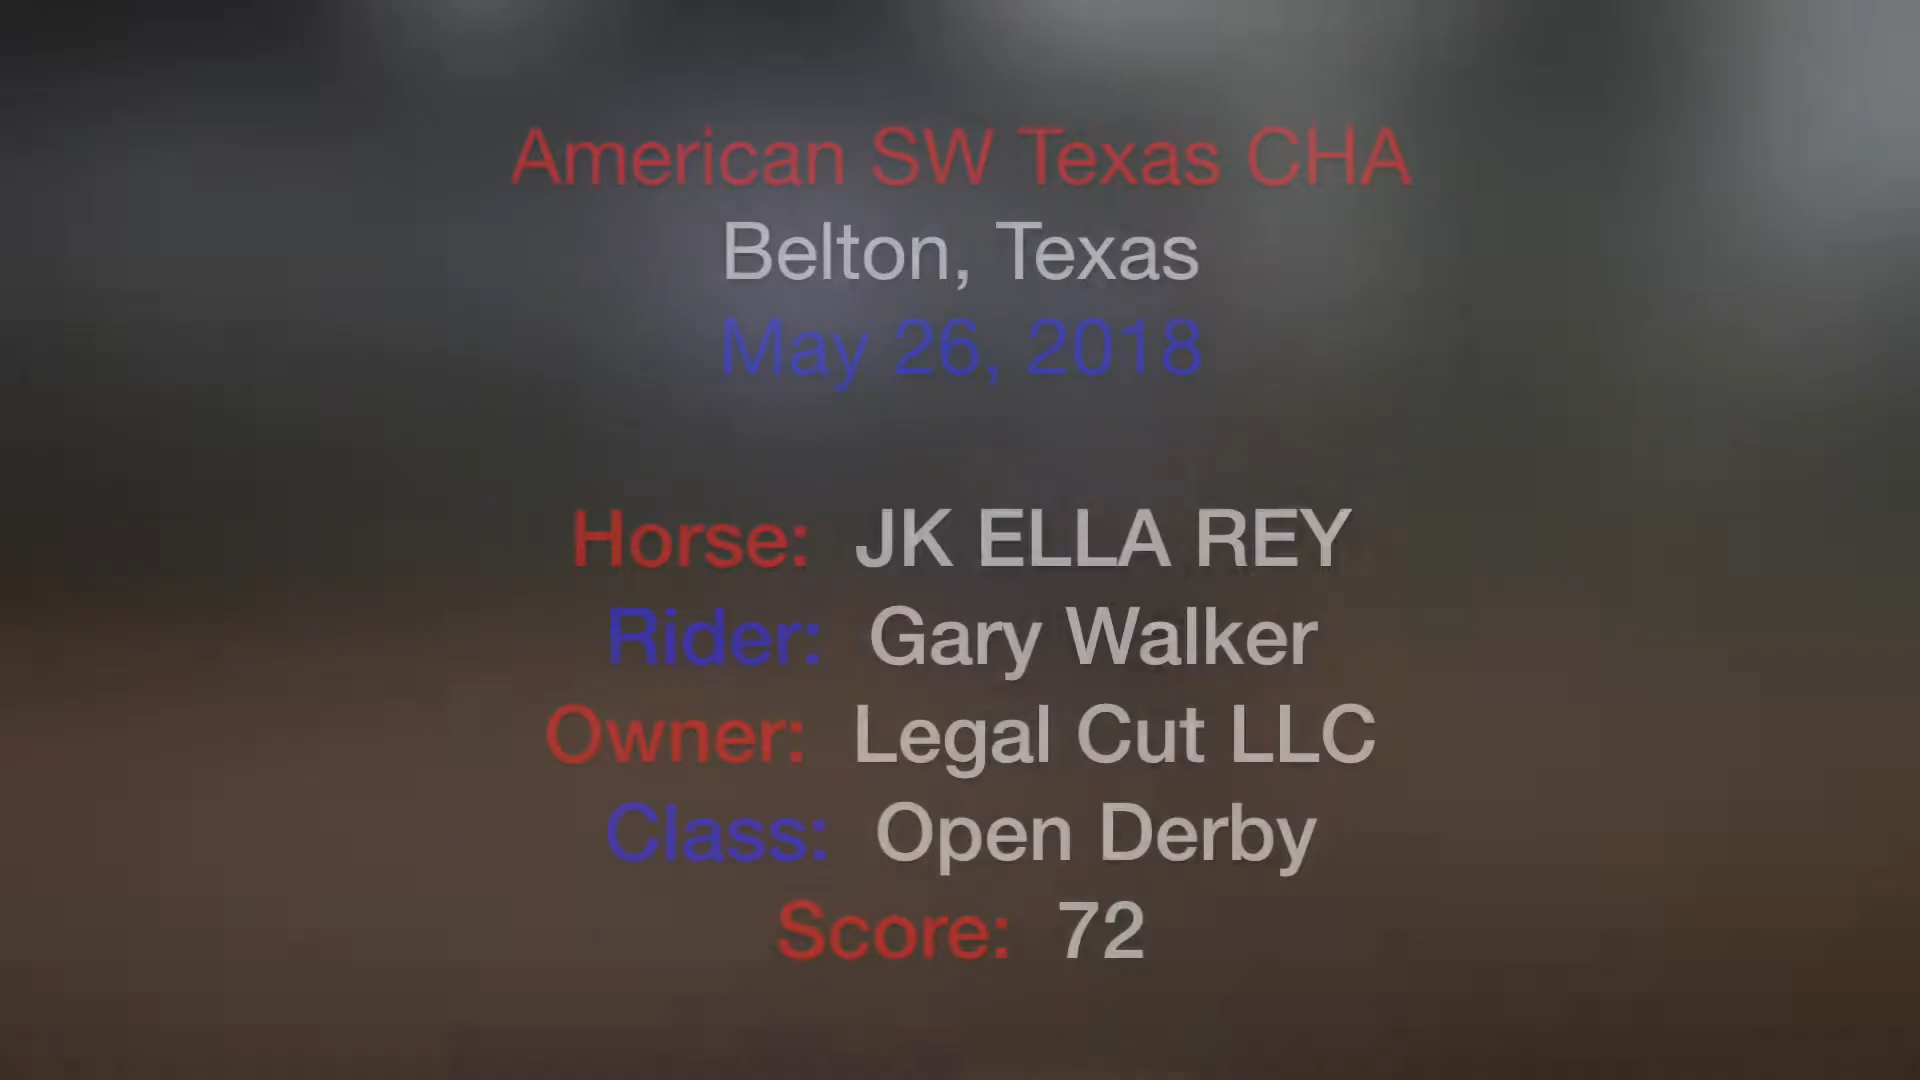 American SW Texas CHA
Belton, Texas
May 26, 2018
Horse: JK ELLA REY
Rider: Gary Walker
Owner: Legal Cut LLC
Class: Open Derby
Score: 72